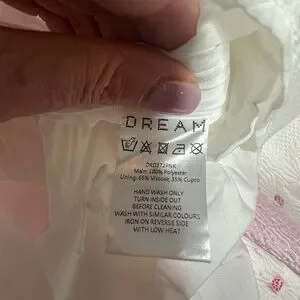 DREAM
DRD372PNK
Main: 100% Polyester
Lining: 65% Viscose, 35% Cupro
HAND WASH ONLY
TURN INSIDE OUT
BEFORE CLEANING
WASH WITH SIMILAR COLOURS
IRON ON REVERSE SIDE
WITH LOW HEAT